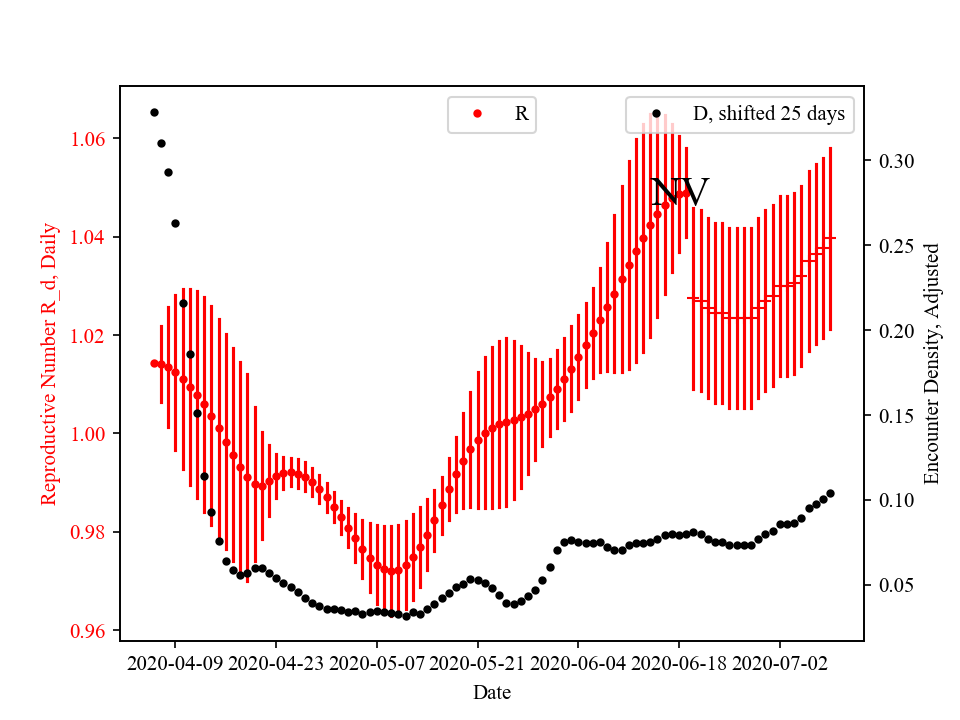 R
D, shifted 25 days
NV
1.06
1.04
1.02
1.00
0.98
0.96
Reproductive Number R_d, Daily
0.30
0.25
0.20
0.15
0.10
0.05
Encounter Density, Adjusted
2020-04-09 2020-04-23 2020-05-07 2020-05-21 2020-06-04 2020-06-18 2020-07-02
Date